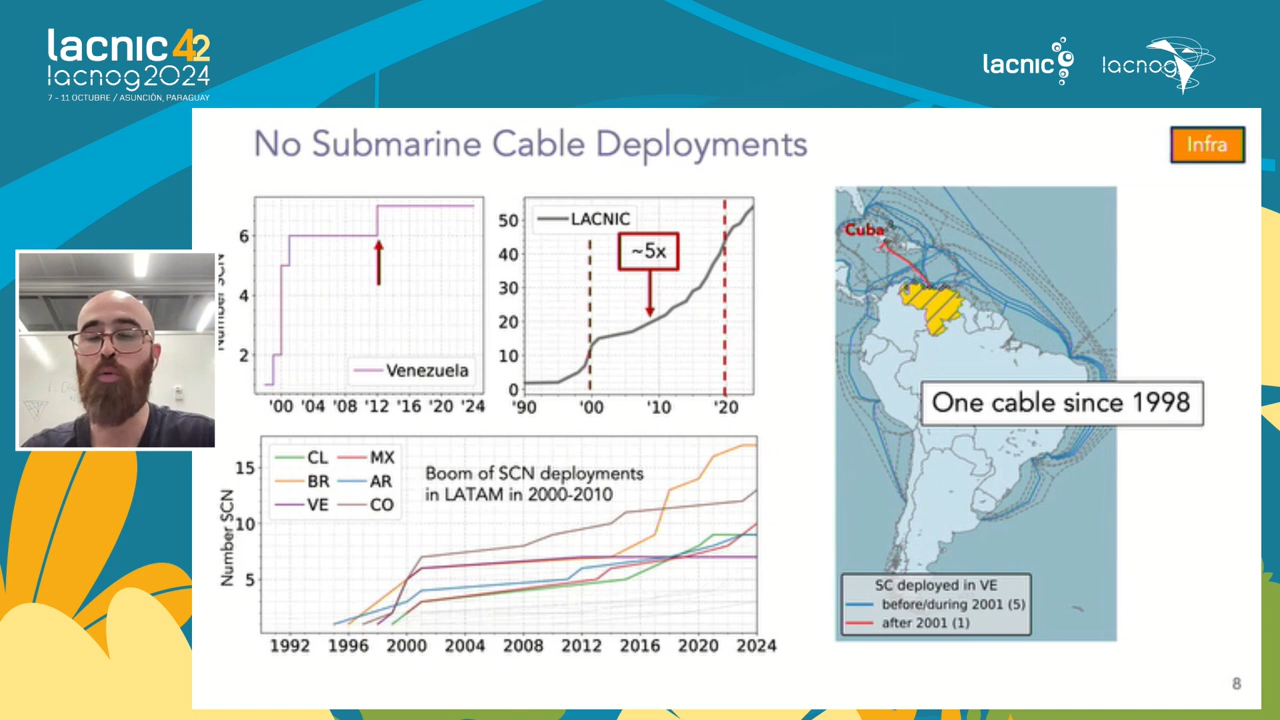 lacnic 42
lacnog2024
7 - 11 OCTUBRE / ASUNCIÓN, PARAGUAY
lacnic
lacnog
No Submarine Cable Deployments
Infra
Number SCN
6
4
2
'00 '04 '08 '12 '16 '20 '24
Venezuela
LACNIC
~5x
50
40
30
20
10
0
'90 '00 '10 '20
Cuba
One cable since 1998
SC deployed in VE
before/during 2001 (5)
after 2001 (1)
CL MX
BR AR
VE CO
Boom of SCN deployments
in LATAM in 2000-2010
Number SCN
15
10
5
1992 1996 2000 2004 2008 2012 2016 2020 2024
8